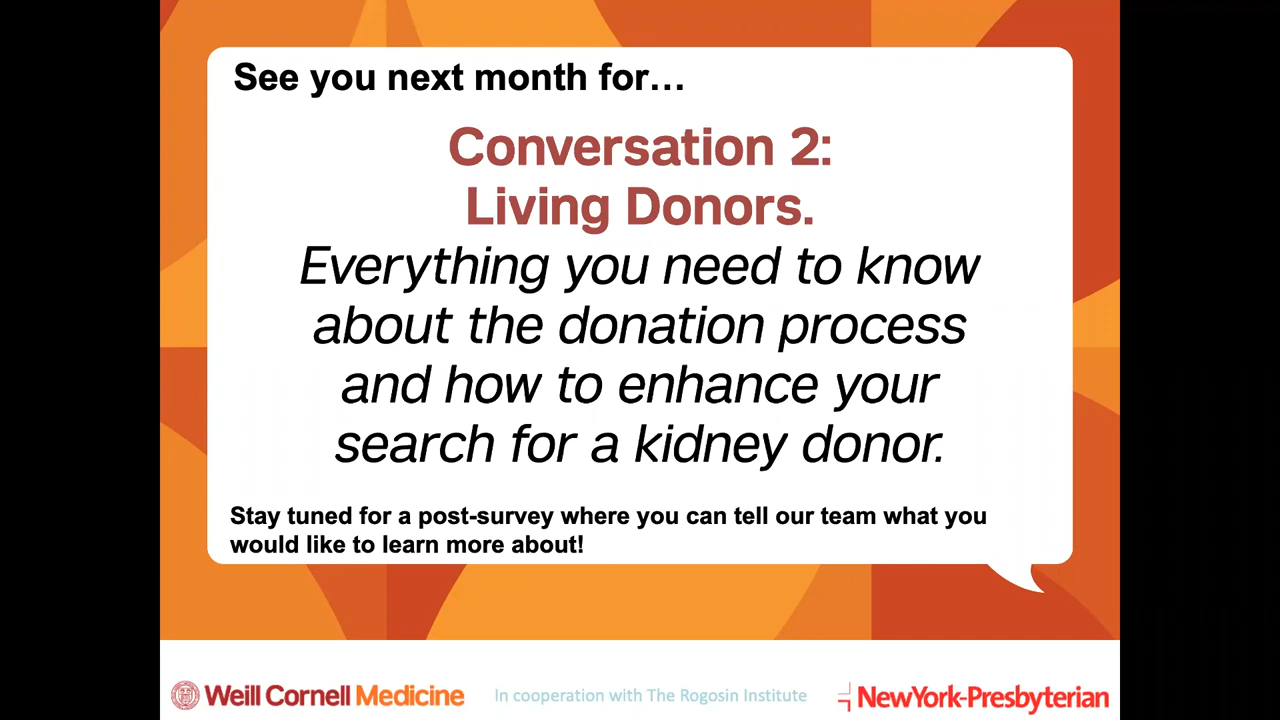 See you next month for…
Conversation 2:
Living Donors.
Everything you need to know
about the donation process
and how to enhance your
search for a kidney donor.
Stay tuned for a post-survey where you can tell our team what you
would like to learn more about!
Weill Cornell Medicine
In cooperation with The Rogosin Institute
NewYork-Presbyterian